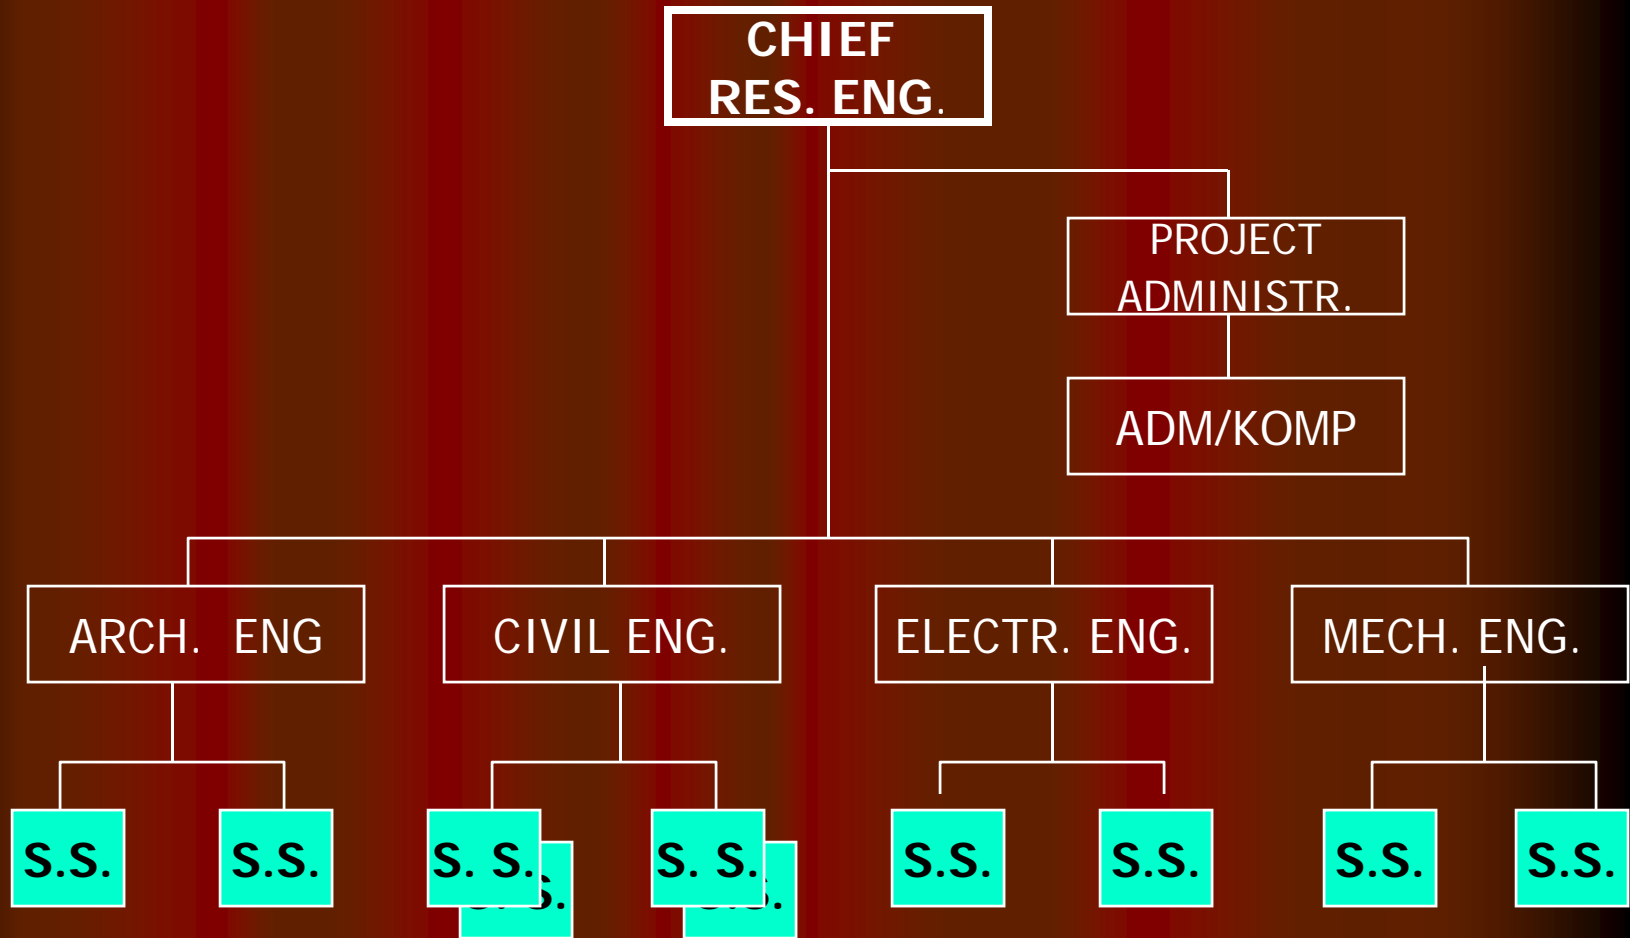 CHIEF
RES. ENG.
PROJECT
ADMINISTR.
ADM/KOMP
ARCH. ENG
CIVIL ENG.
ELECTR. ENG.
MECH. ENG.
S.S.
S.S.
S. S.
S. S.
S.S.
S.S.
S.S.
S.S.